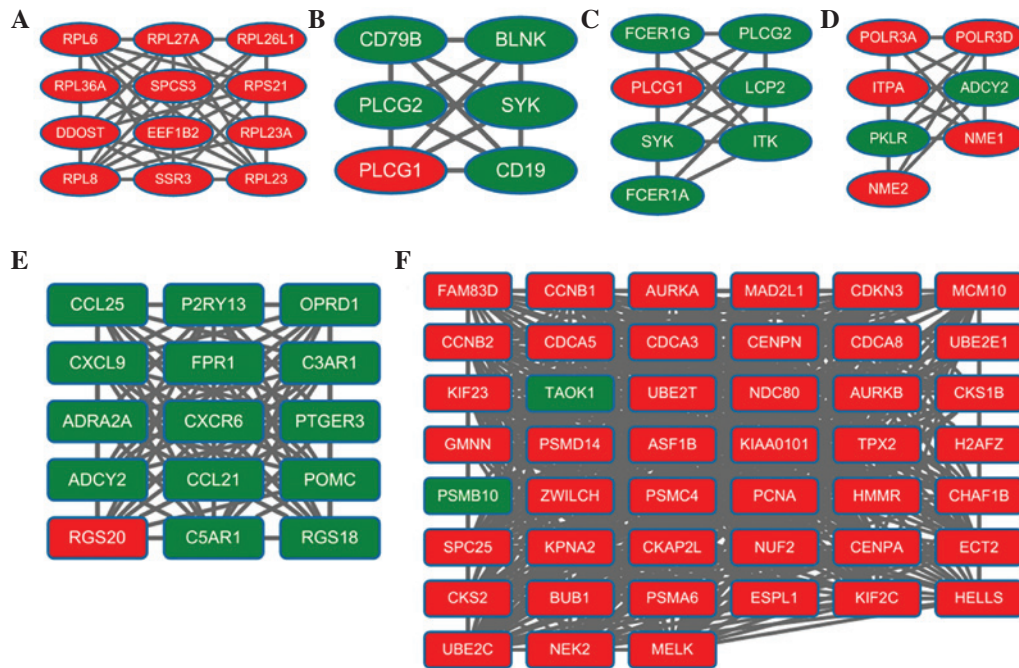 A
RPL6 RPL27A RPL26L1
RPL36A SPCS3 RPS21
DDOST EEF1B2 RPL23A
RPL8 SSR3 RPL23
B
CD79B BLNK
PLCG2 SYK
PLCG1 CD19
C
FCER1G PLCG2
PLCG1 LCP2
SYK ITK
FCER1A
D
POLR3A POLR3D
ITPA ADCY2
PKLR NME1
NME2
E
CCL25 P2RY13 OPRD1
CXCL9 FPR1 C3AR1
ADRA2A CXCR6 PTGER3
ADCY2 CCL21 POMC
RGS20 C5AR1 RGS18
F
FAM83D CCNB1 AURKA MAD2L1 CDKN3 MCM10
CCNB2 CDCA5 CDCA3 CENPN CDCA8 UBE2E1
KIF23 TAOK1 UBE2T NDC80 AURKB CKS1B
GMNN PSMD14 ASF1B KIAA0101 TPX2 H2AFZ
PSMB10 ZWILCH PSMC4 PCNA HMMR CHAF1B
SPC25 KPNA2 CKAP2L NUF2 CENPA ECT2
CKS2 BUB1 PSMA6 ESPL1 KIF2C HELLS
UBE2C NEK2 MELK